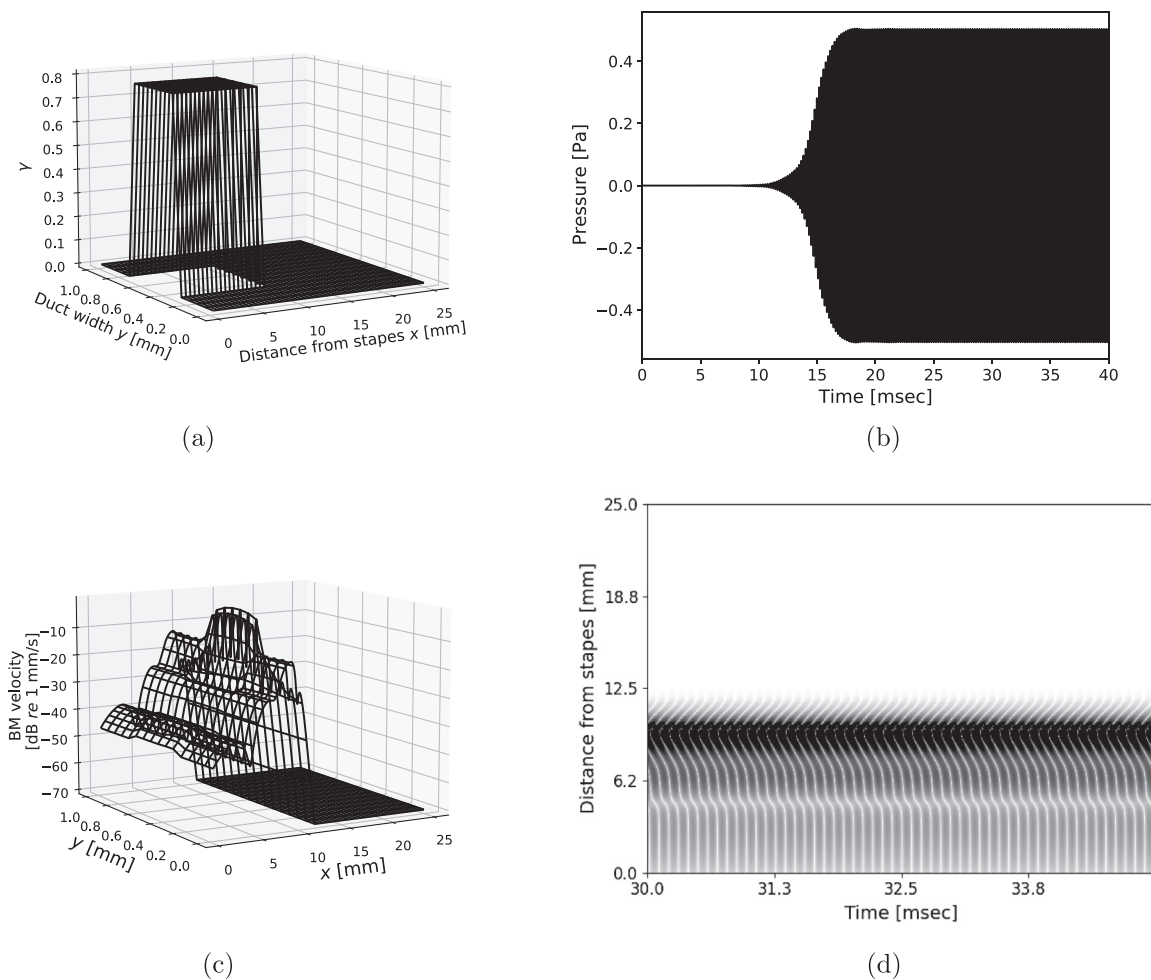 0.8
0.7
0.6
0.5
0.4
0.3
0.2
0.1
0.0
γ
1.0
0.8
0.6
0.4
0.2
0.0
Duct width y [mm]
0
5
10
15
20
25
Distance from stapes x [mm]
(a)
0.4
0.2
0.0
−0.2
−0.4
Pressure [Pa]
0 5 10 15 20 25 30 35 40
Time [msec]
(b)
BM velocity
[dB re 1 mm/s]
−10
−20
−30
−40
−50
−60
−70
1.0
0.8
0.6
0.4
0.2
0.0
y [mm]
0
5
10
15
20
25
x [mm]
(c)
25.0
18.8
12.5
6.2
0.0
Distance from stapes [mm]
30.0 31.3 32.5 33.8
Time [msec]
(d)